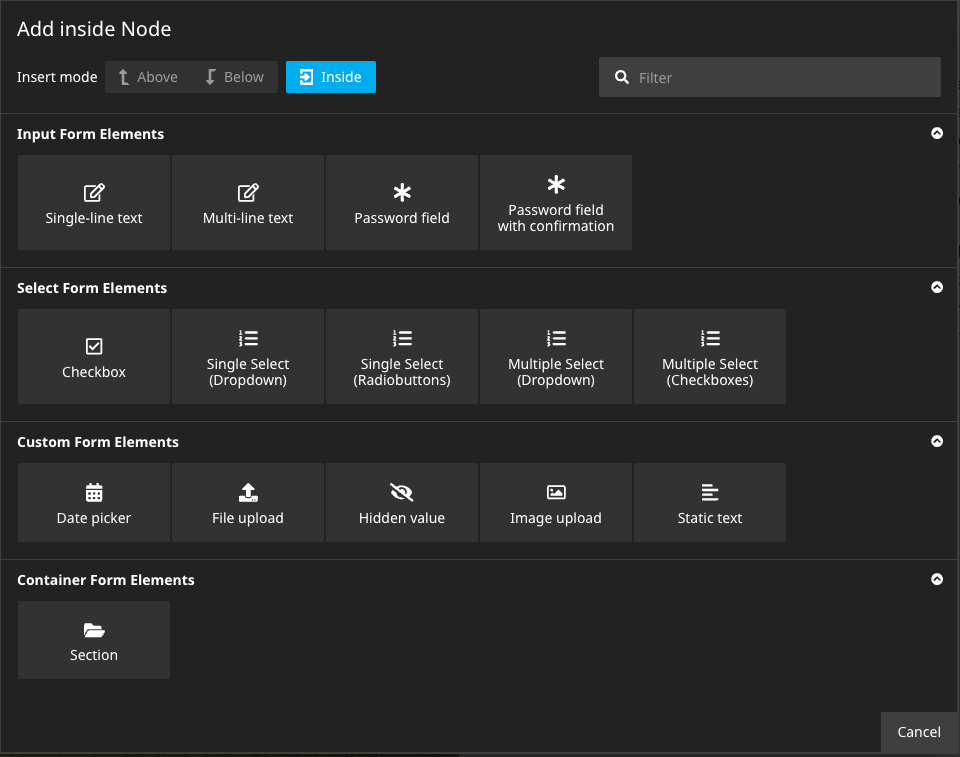 Add inside Node
Insert mode
Above
Below
Inside
Filter
Input Form Elements
Single-line text
Multi-line text
Password field
Password field
with confirmation
Select Form Elements
Checkbox
Single Select
(Dropdown)
Single Select
(Radiobuttons)
Multiple Select
(Dropdown)
Multiple Select
(Checkboxes)
Custom Form Elements
Date picker
File upload
Hidden value
Image upload
Static text
Container Form Elements
Section
Cancel